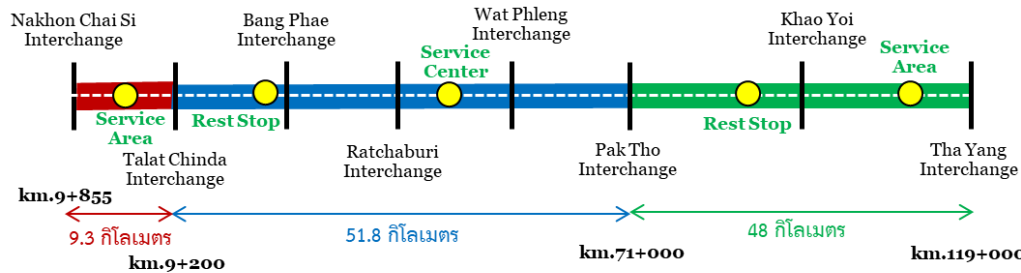 Nakhon Chai Si
Interchange
Bang Phae
Interchange
Wat Phleng
Interchange
Khao Yoi
Interchange
Service
Center
Service
Area
Service
Area
Rest Stop
Rest Stop
Talat Chinda
Interchange
Ratchaburi
Interchange
Pak Tho
Interchange
Tha Yang
Interchange
km.9+855
9.3 กิโลเมตร
51.8 กิโลเมตร
48 กิโลเมตร
km.9+200
km.71+000
km.119+000